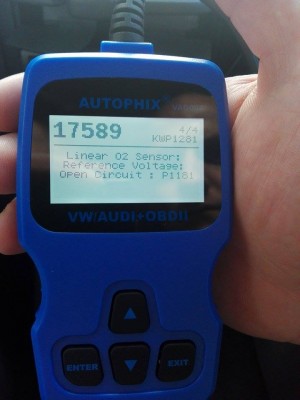 AUTOPHIX
17589
4/4
KWP1281
Linear O2 Sensor:
Reference Voltage:
Open Circuit : P1181
VW/AUDI+OBDII
ENTER
EXIT